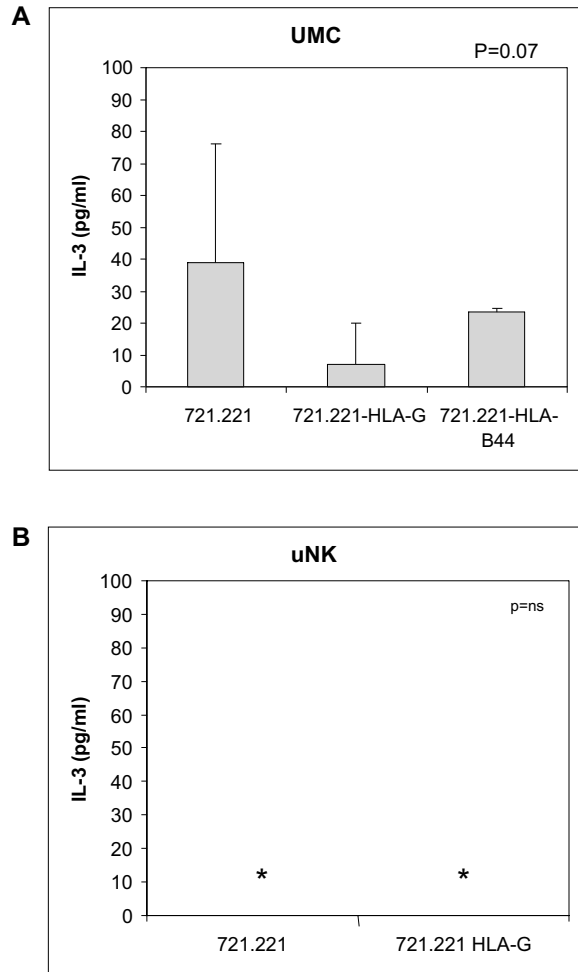 A
UMC
P=0.07
100
90
80
70
60
50
40
30
20
10
0
IL-3 (pg/ml)
721.221
721.221-HLA-G
721.221-HLA-
B44
B
uNK
p=ns
100
90
80
70
60
50
40
30
20
10
0
IL-3 (pg/ml)
*
*
721.221
721.221 HLA-G